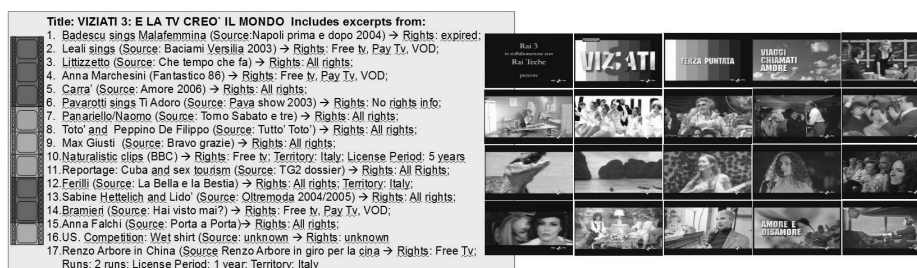 Title: VIZIATI 3: E LA TV CREO` IL MONDO Includes excerpts from:
1. Badescu sings Malafemmina (Source:Napoli prima e dopo 2004) → Rights: expired;
2. Leali sings (Source: Baciami Versilia 2003) → Rights: Free tv, Pay Tv, VOD;
3. Littizzetto (Source: Che tempo che fa) → Rights: All rights;
4. Anna Marchesini (Fantastico 86) → Rights: Free tv, Pay Tv, VOD;
5. Carra' (Source: Amore 2006) → Rights: All rights;
6. Pavarotti sings Ti Adoro (Source: Pava show 2003) → Rights: No rights info;
7. Panariello/Naomo (Source: Torno Sabato e tre) → Rights: All rights;
8. Toto' and Peppino De Filippo (Source: Tutto' Toto') → Rights: All rights;
9. Max Giusti (Source: Bravo grazie) → Rights: All rights;
10. Naturalistic clips (BBC) → Rights: Free tv; Territory: Italy; License Period: 5 years
11. Reportage: Cuba and sex tourism (Source: TG2 dossier) → Rights: All Rights;
12. Ferilli (Source: La Bella e la Bestia) → Rights: All rights; Territory: Italy;
13. Sabine Hettelich and Lido' (Source: Oltremoda 2004/2005) → Rights: All rights;
14. Bramieri (Source: Hai visto mai?) → Rights: Free tv, Pay Tv, VOD;
15. Anna Falchi (Source: Porta a Porta)→ Rights: All rights;
16. US. Competition: Wet shirt (Source: unknown → Rights: unknown
17. Renzo Arbore in China (Source Renzo Arbore in giro per la cina → Rights: Free Tv;
Runs: 2 runs; License Period: 1 year; Territory: Italy
Rai 3
in collaborazione con
Rai Teche
presenta
VIZIATI
TERZA PUNTATA
VIAGGI
CHIAMATI
AMORE
AMORE E
DISAMORE